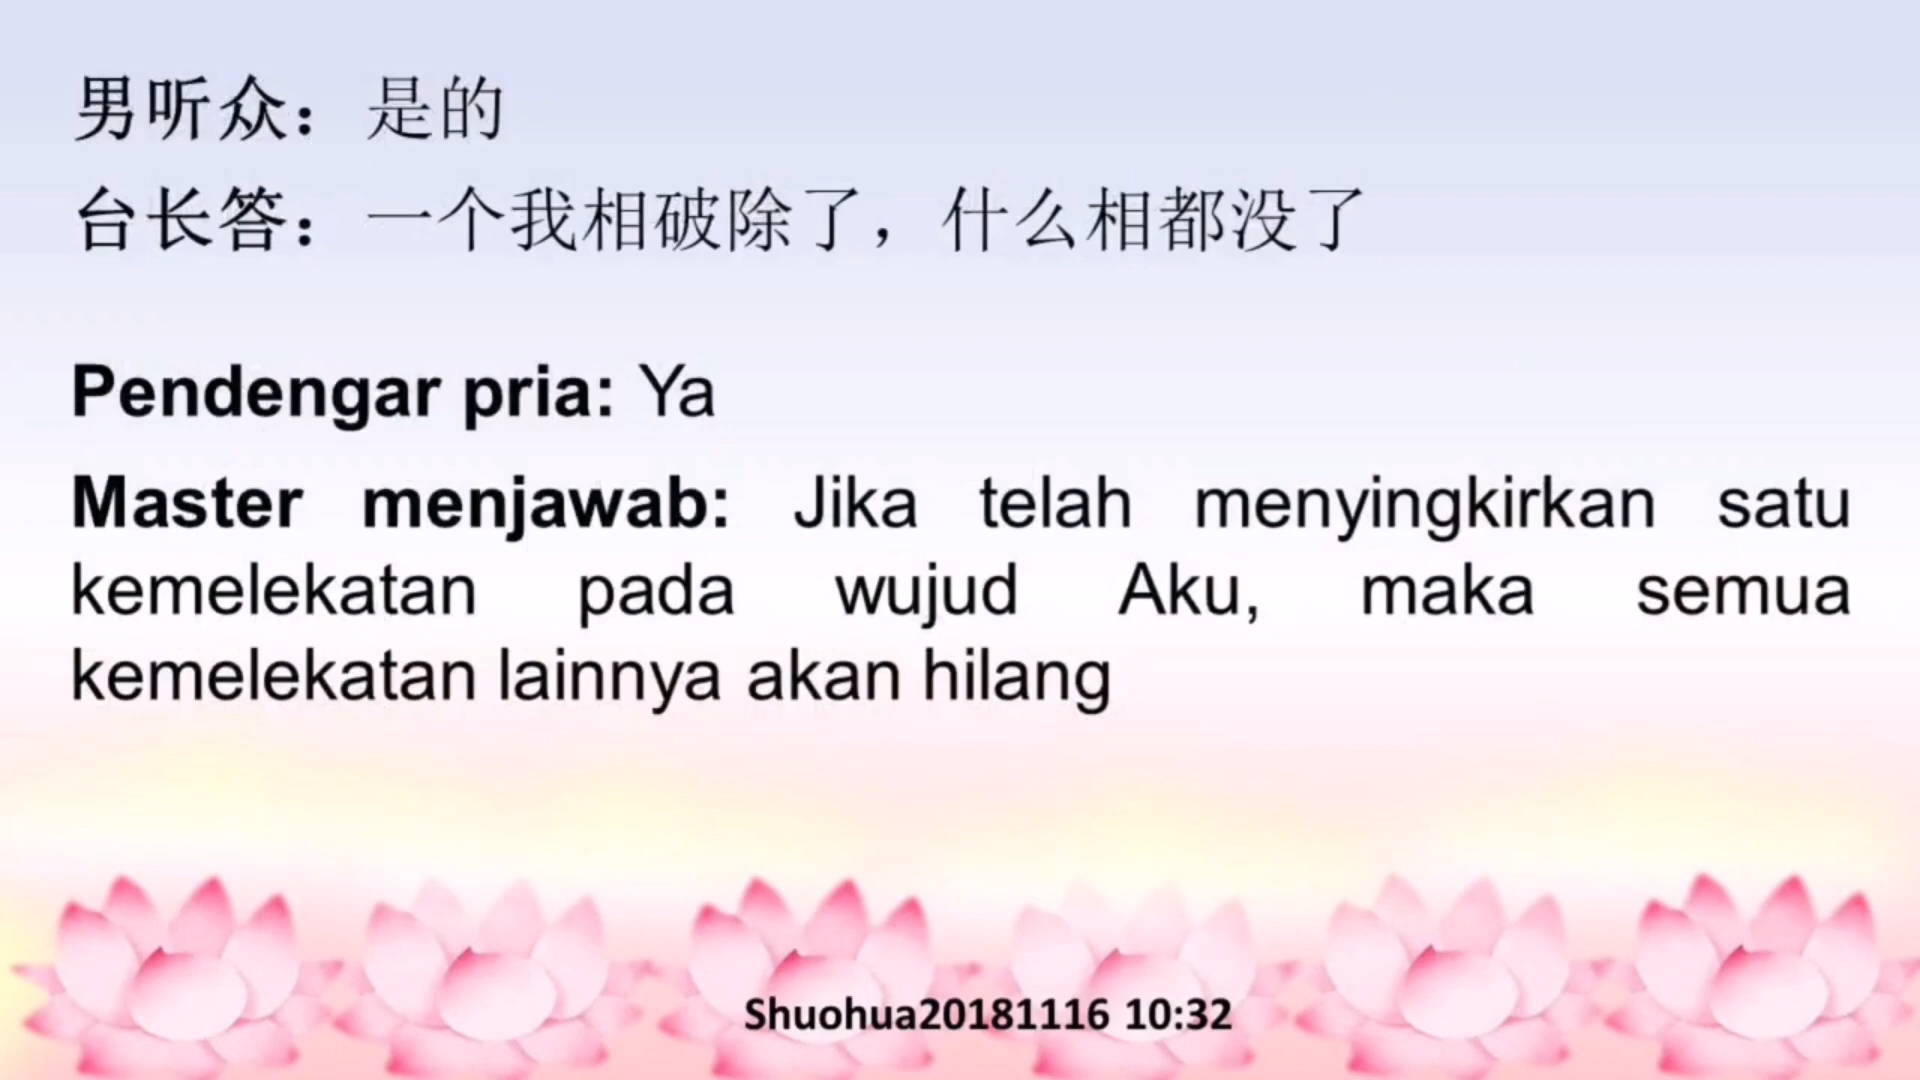 男听众：是的
台长答：一个我相破除了，什么相都没了
Pendengar pria: Ya
Master menjawab: Jika telah menyingkirkan satu
kemelekatan pada wujud Aku, maka semua
kemelekatan lainnya akan hilang
Shuohua20181116 10:32